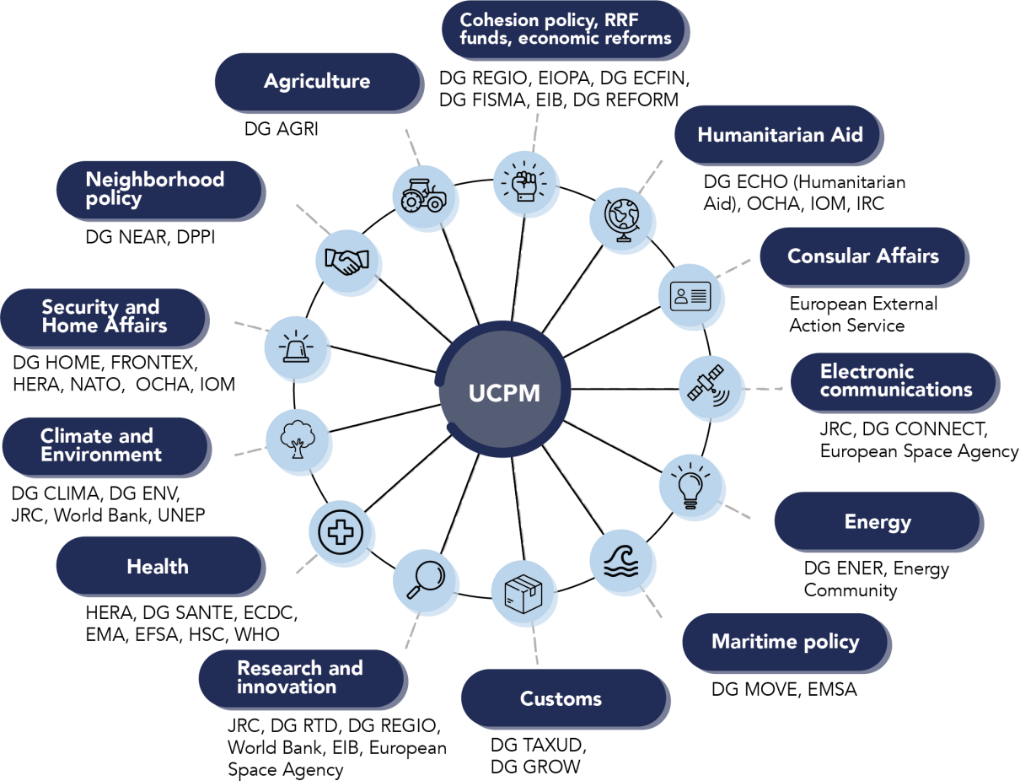 Cohesion policy, RRF
funds, economic reforms
DG REGIO, EIOPA, DG ECFIN,
DG FISMA, EIB, DG REFORM
Humanitarian Aid
DG ECHO (Humanitarian
Aid), OCHA, IOM, IRC
Consular Affairs
European External
Action Service
Electronic
communications
JRC, DG CONNECT,
European Space Agency
Energy
DG ENER, Energy
Community
Maritime policy
DG MOVE, EMSA
Customs
DG TAXUD,
DG GROW
Research and
innovation
JRC, DG RTD, DG REGIO,
World Bank, EIB, European
Space Agency
Health
HERA, DG SANTE, ECDC,
EMA, EFSA, HSC, WHO
Climate and
Environment
DG CLIMA, DG ENV,
JRC, World Bank, UNEP
Security and
Home Affairs
DG HOME, FRONTEX,
HERA, NATO, OCHA, IOM
Neighborhood
policy
DG NEAR, DPPI
Agriculture
DG AGRI
UCPM